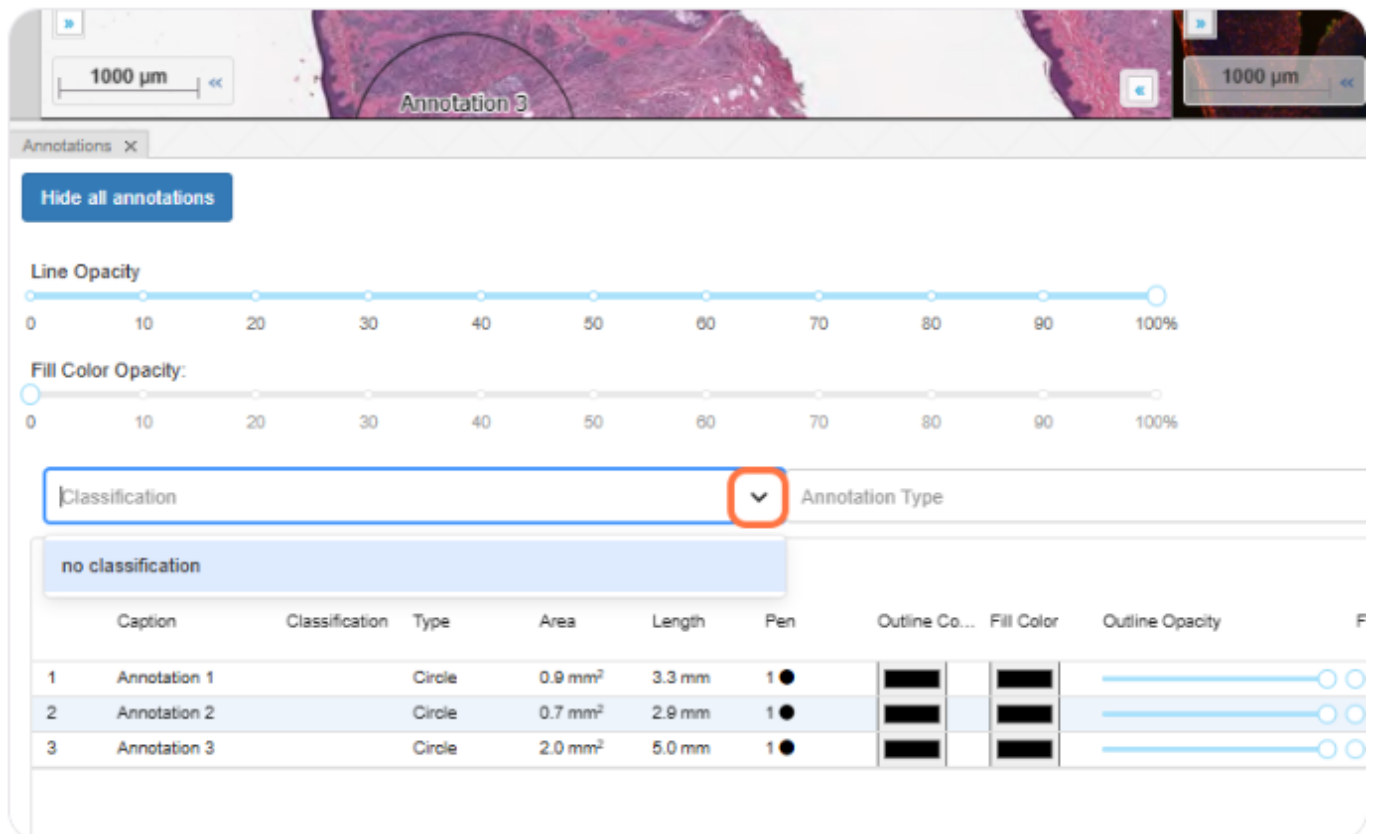 »
»
1000 µm «
1000 µm «
«
Annotation 3
Annotations ×
Hide all annotations
Line Opacity
0 10 20 30 40 50 60 70 80 90 100%
Fill Color Opacity:
0 10 20 30 40 50 60 70 80 90 100%
Classification Annotation Type
no classification
Caption Classification Type Area Length Pen Outline Co... Fill Color Outline Opacity F
1 Annotation 1 Circle 0.9 mm² 3.3 mm 1
2 Annotation 2 Circle 0.7 mm² 2.9 mm 1
3 Annotation 3 Circle 2.0 mm² 5.0 mm 1